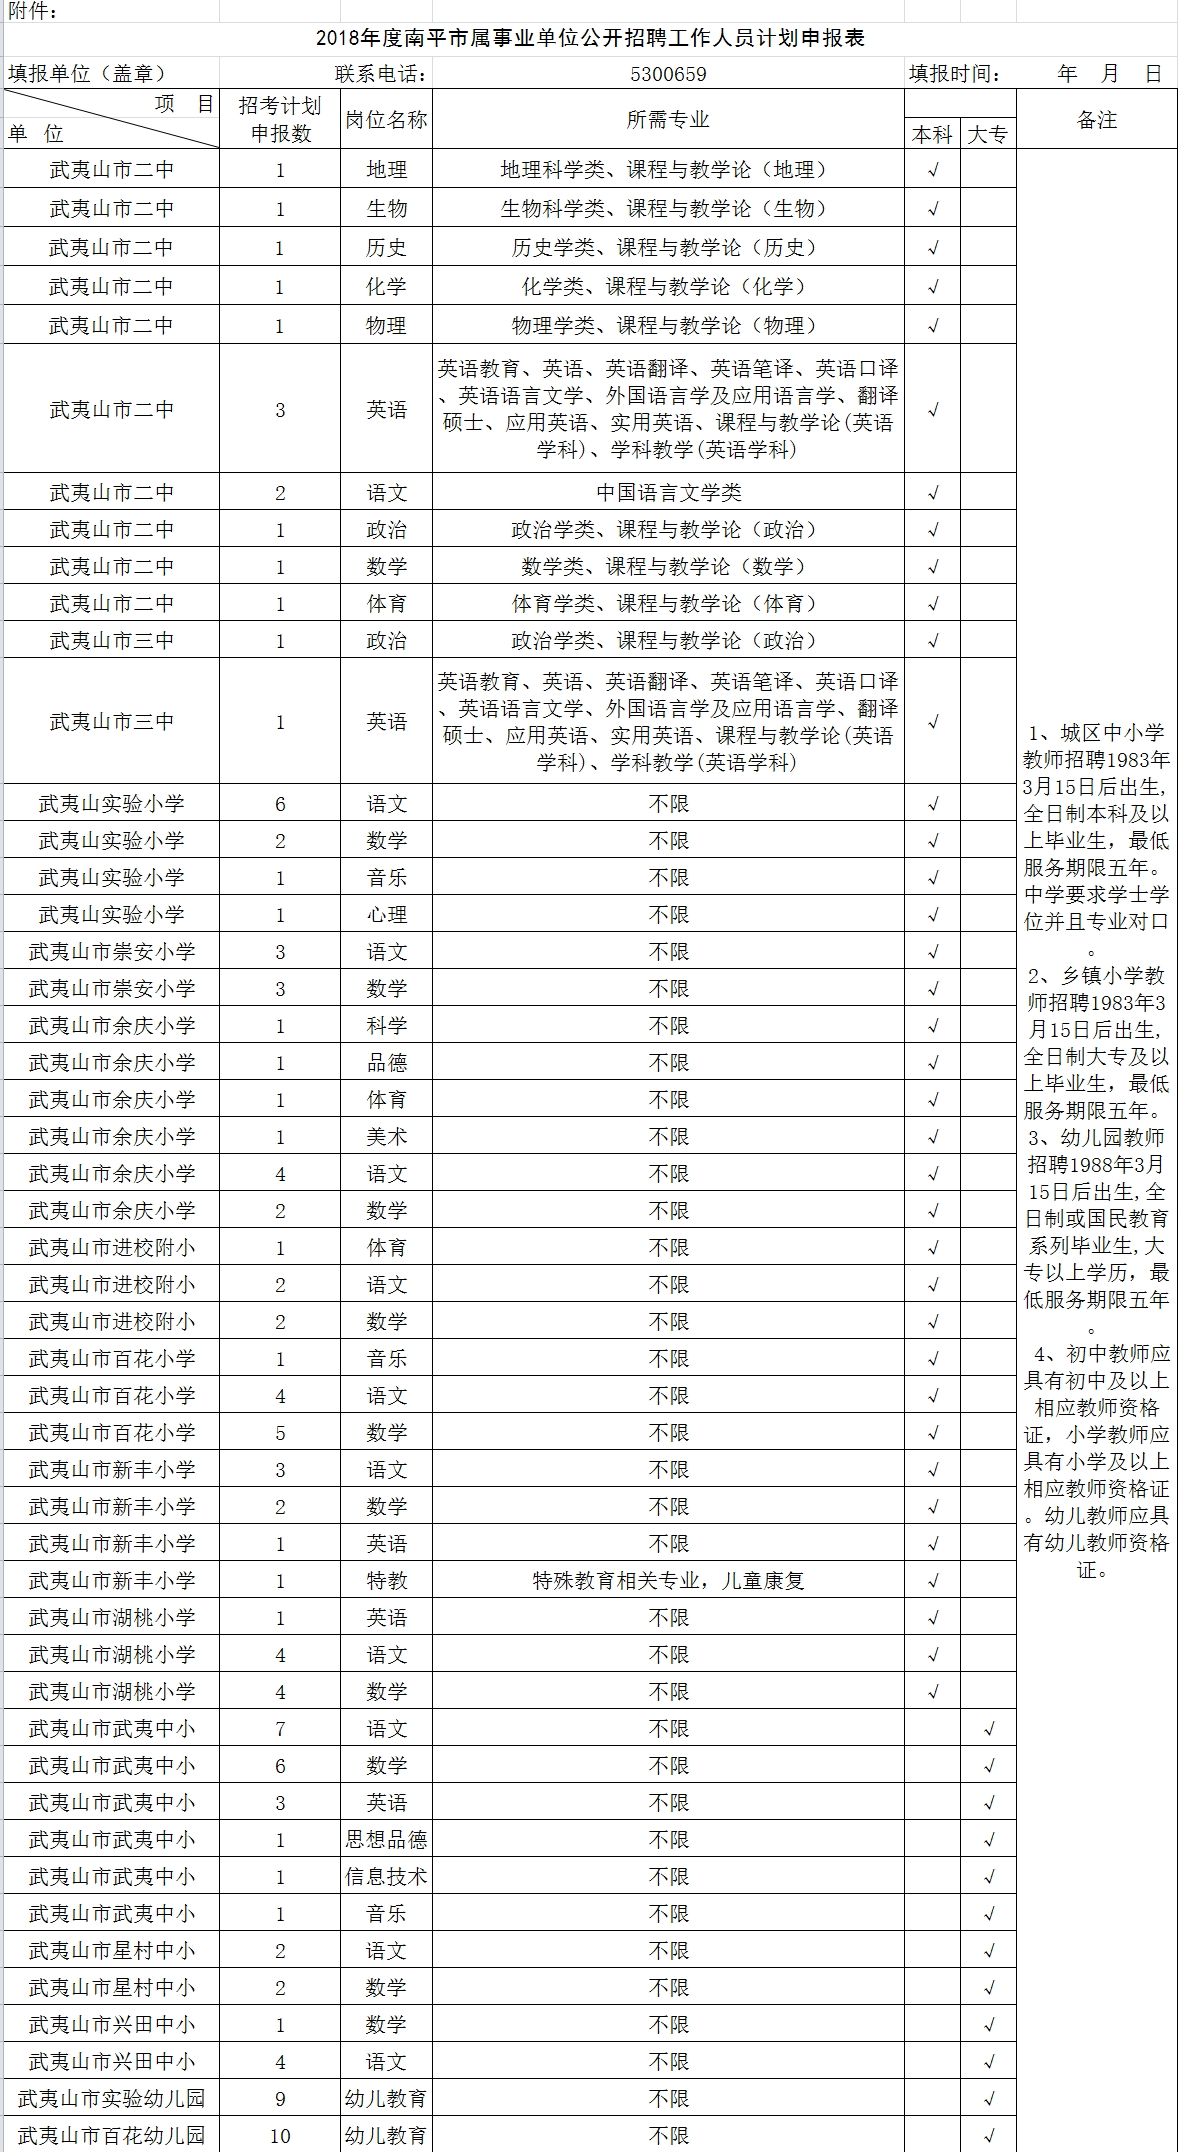 附件：
2018年度南平市属事业单位公开招聘工作人员计划申报表
填报单位（盖章） 联系电话： 5300659 填报时间： 年 月 日
项 目 单 位 招考计划申报数 岗位名称 所需专业 本科 大专 备注
武夷山市二中 1 地理 地理科学类、课程与教学论（地理） √
武夷山市二中 1 生物 生物科学类、课程与教学论（生物） √
武夷山市二中 1 历史 历史学类、课程与教学论（历史） √
武夷山市二中 1 化学 化学类、课程与教学论（化学） √
武夷山市二中 1 物理 物理学类、课程与教学论（物理） √
武夷山市二中 3 英语 英语教育、英语、英语翻译、英语笔译、英语口译、英语语言文学、外国语言学及应用语言学、翻译硕士、应用英语、实用英语、课程与教学论(英语学科)、学科教学(英语学科) √
武夷山市二中 2 语文 中国语言文学类 √
武夷山市二中 1 政治 政治学类、课程与教学论（政治） √
武夷山市二中 1 数学 数学类、课程与教学论（数学） √
武夷山市二中 1 体育 体育学类、课程与教学论（体育） √
武夷山市三中 1 政治 政治学类、课程与教学论（政治） √
武夷山市三中 1 英语 英语教育、英语、英语翻译、英语笔译、英语口译、英语语言文学、外国语言学及应用语言学、翻译硕士、应用英语、实用英语、课程与教学论(英语学科)、学科教学(英语学科) √
武夷山实验小学 6 语文 不限 √
武夷山实验小学 2 数学 不限 √
武夷山实验小学 1 音乐 不限 √
武夷山实验小学 1 心理 不限 √
武夷山市崇安小学 3 语文 不限 √
武夷山市崇安小学 3 数学 不限 √
武夷山市余庆小学 1 科学 不限 √
武夷山市余庆小学 1 品德 不限 √
武夷山市余庆小学 1 体育 不限 √
武夷山市余庆小学 1 美术 不限 √
武夷山市余庆小学 4 语文 不限 √
武夷山市余庆小学 2 数学 不限 √
武夷山市进校附小 1 体育 不限 √
武夷山市进校附小 2 语文 不限 √
武夷山市进校附小 2 数学 不限 √
武夷山市百花小学 1 音乐 不限 √
武夷山市百花小学 4 语文 不限 √
武夷山市百花小学 5 数学 不限 √
武夷山市新丰小学 3 语文 不限 √
武夷山市新丰小学 2 数学 不限 √
武夷山市新丰小学 1 英语 不限 √
武夷山市新丰小学 1 特教 特殊教育相关专业，儿童康复 √
武夷山市湖桃小学 1 英语 不限 √
武夷山市湖桃小学 4 语文 不限 √
武夷山市湖桃小学 4 数学 不限 √
武夷山市武夷中小 7 语文 不限 √
武夷山市武夷中小 6 数学 不限 √
武夷山市武夷中小 3 英语 不限 √
武夷山市武夷中小 1 思想品德 不限 √
武夷山市武夷中小 1 信息技术 不限 √
武夷山市武夷中小 1 音乐 不限 √
武夷山市星村中小 2 语文 不限 √
武夷山市星村中小 2 数学 不限 √
武夷山市兴田中小 1 数学 不限 √
武夷山市兴田中小 4 语文 不限 √
武夷山市实验幼儿园 9 幼儿教育 不限 √
武夷山市百花幼儿园 10 幼儿教育 不限 √
1、城区中小学
教师招聘1983年
3月15日后出生,
全日制本科及以
上毕业生，最低
服务期限五年。
中学要求学士学
位并且专业对口
。
2、乡镇小学教
师招聘1983年3
月15日后出生,
全日制大专及以
上毕业生，最低
服务期限五年。
3、幼儿园教师
招聘1988年3月
15日后出生,全
日制或国民教育
系列毕业生,大
专以上学历，最
低服务期限五年
。
4、初中教师应
具有初中及以上
相应教师资格
证，小学教师应
具有小学及以上
相应教师资格证
。幼儿教师应具
有幼儿教师资格
证。